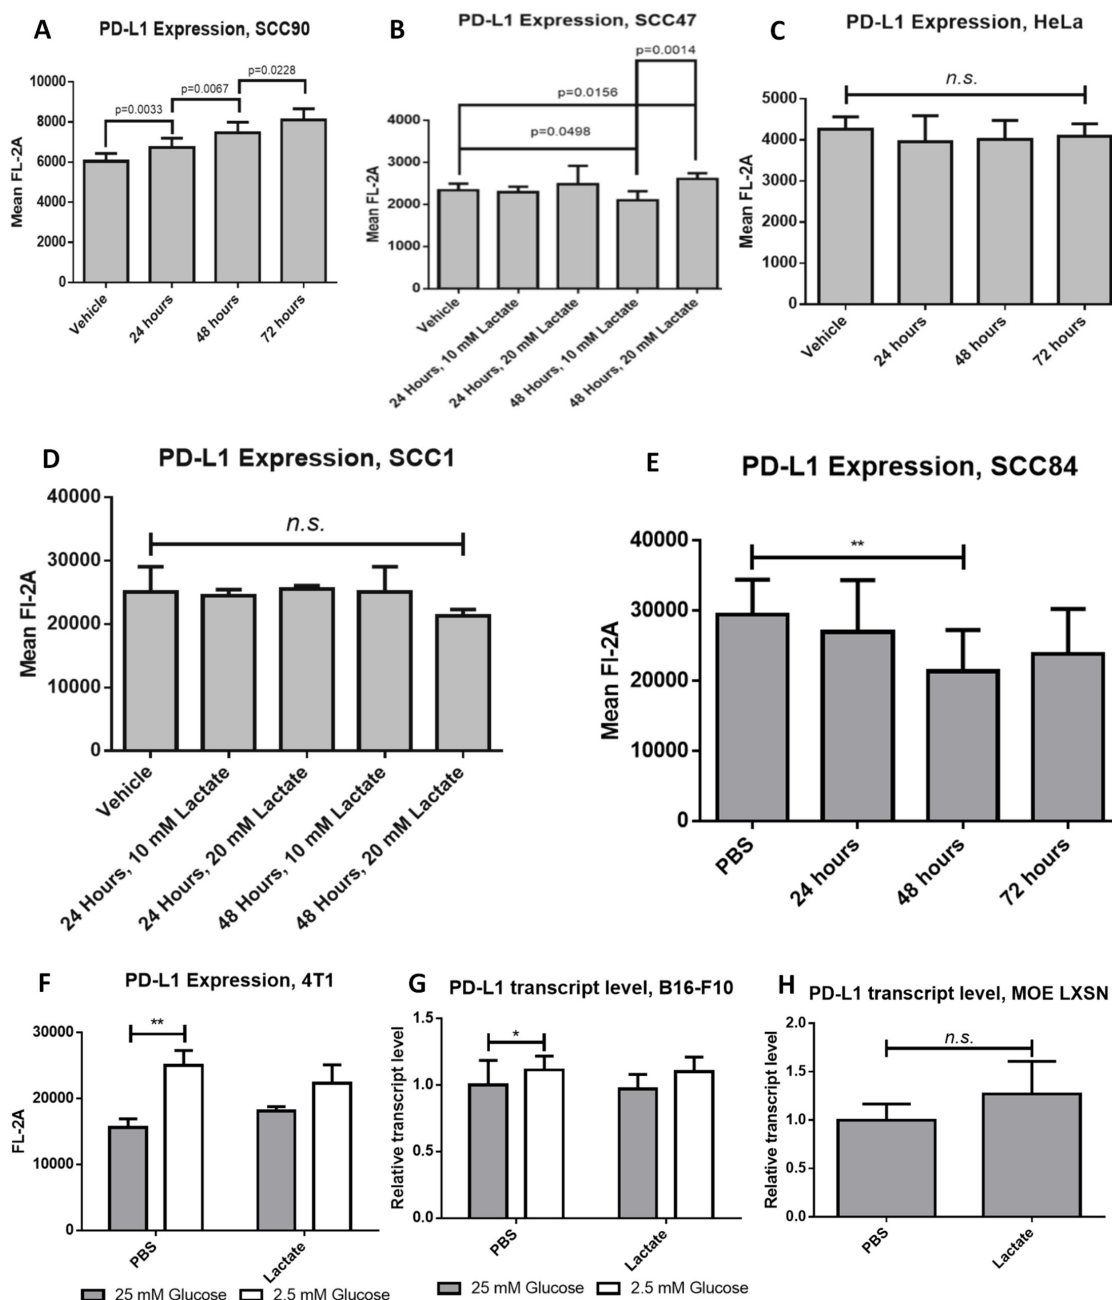 A
PD-L1 Expression, SCC90
Mean FL-2A
10000
8000
6000
4000
2000
0
p=0.0033
p=0.0067
p=0.0228
Vehicle
24 hours
48 hours
72 hours
B
PD-L1 Expression, SCC47
Mean FL-2A
4000
3000
2000
1000
0
p=0.0014
p=0.0156
p=0.0498
Vehicle
24 Hours, 10 mM Lactate
24 Hours, 20 mM Lactate
48 Hours, 10 mM Lactate
48 Hours, 20 mM Lactate
C
PD-L1 Expression, HeLa
Mean FL-2A
5000
4000
3000
4000
0
n.s.
Vehicle
24 hours
48 hours
72 hours
D
PD-L1 Expression, SCC1
Mean Fl-2A
40000
30000
20000
10000
0
n.s.
Vehicle
24 Hours, 10 mM Lactate
24 Hours, 20 mM Lactate
48 Hours, 10 mM Lactate
48 Hours, 20 mM Lactate
E
PD-L1 Expression, SCC84
Mean Fl-2A
40000
30000
20000
10000
0
**
PBS
24 hours
48 hours
72 hours
F
PD-L1 Expression, 4T1
FL-2A
30000
20000
10000
0
**
PBS
Lactate
25 mM Glucose
2.5 mM Glucose
G
PD-L1 transcript level, B16-F10
Relative transcript level
1.5
1.0
0.5
0.0
*
PBS
Lactate
25 mM Glucose
2.5 mM Glucose
H
PD-L1 transcript level, MOE LXSN
Relative transcript level
2.0
1.5
1.0
0.5
0.0
n.s.
PBS
Lactate